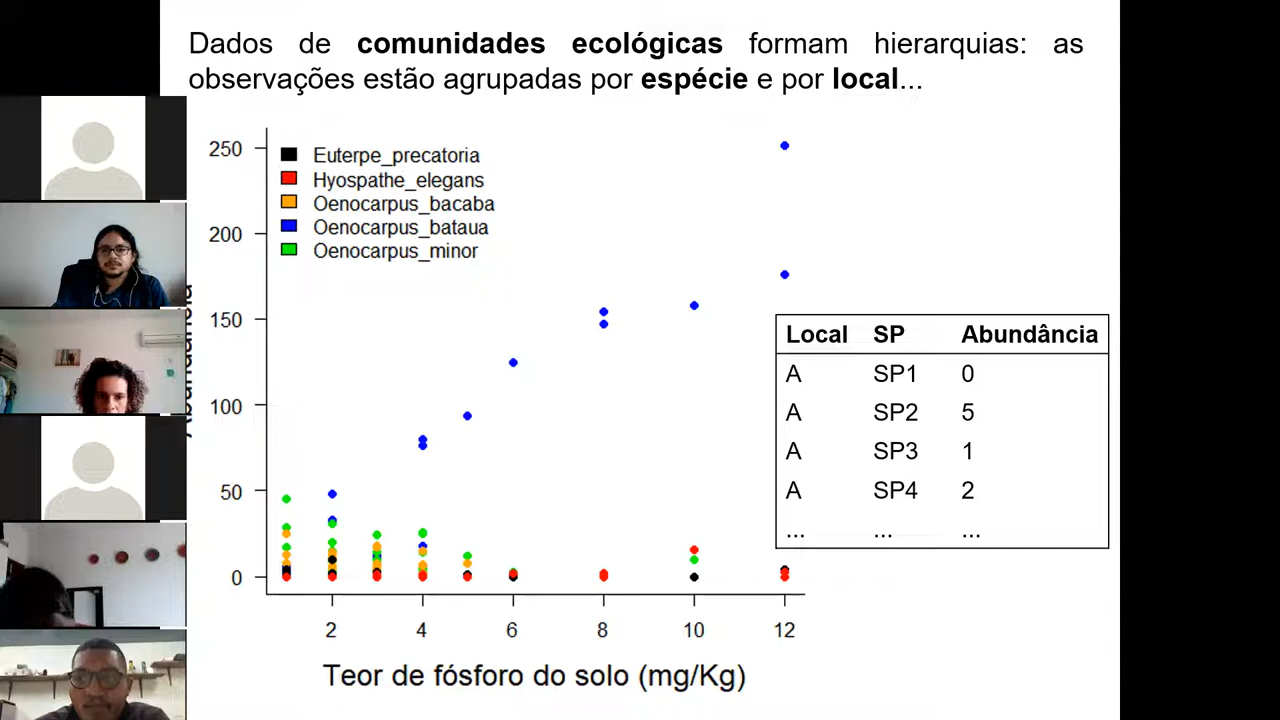 Dados de comunidades ecológicas formam hierarquias: as
observações estão agrupadas por espécie e por local...
250
200
150
100
50
0
Euterpe_precatoria
Hyospathe_elegans
Oenocarpus_bacaba
Oenocarpus_bataua
Oenocarpus_minor
Local SP Abundância
A SP1 0
A SP2 5
A SP3 1
A SP4 2
... ... ...
2 4 6 8 10 12
Teor de fósforo do solo (mg/Kg)